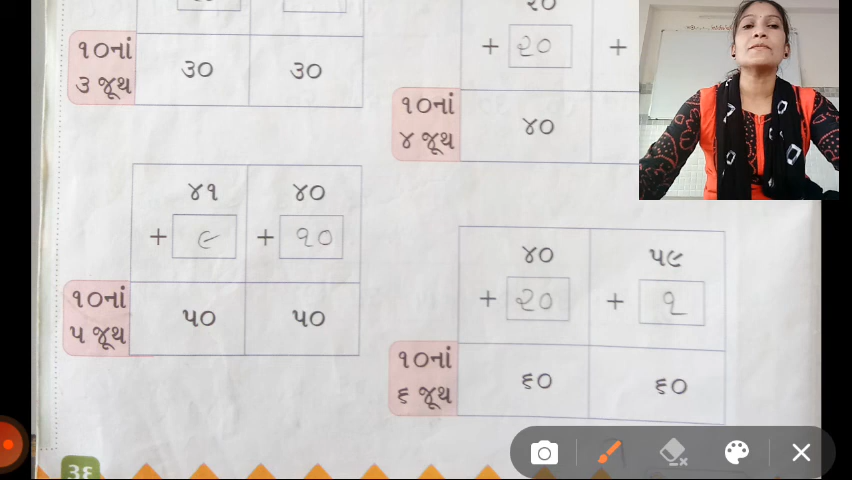 ૧૦નાં
૩ જૂથ
૩૦ ૩૦
૨૦
+ ૨૦ +
૧૦નાં
૪ જૂથ
૪૦
૪૧ ૪૦
+ ૯ + ૧૦
૧૦નાં
૫ જૂથ
૫૦ ૫૦
૪૦ ૫૯
+ ૨૦ + ૧
૧૦નાં
૬ જૂથ
૬૦ ૬૦
૩૬